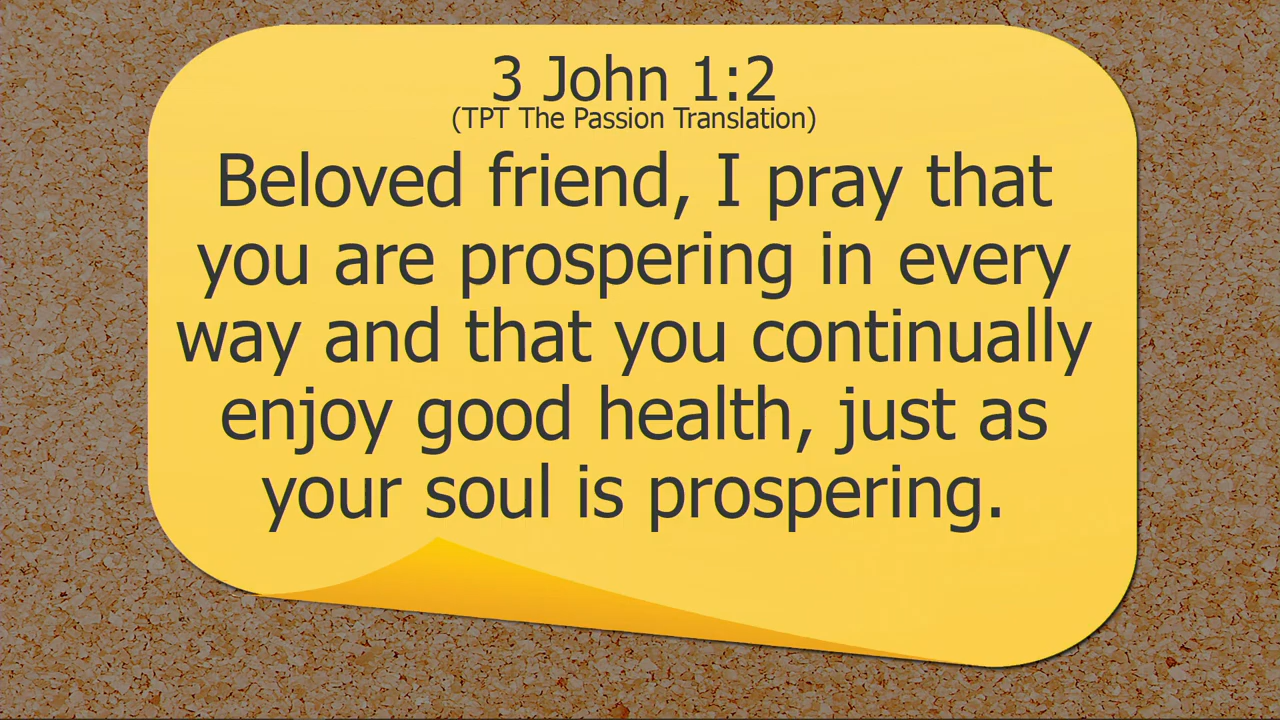 3 John 1:2
(TPT The Passion Translation)
Beloved friend, I pray that
you are prospering in every
way and that you continually
enjoy good health, just as
your soul is prospering.